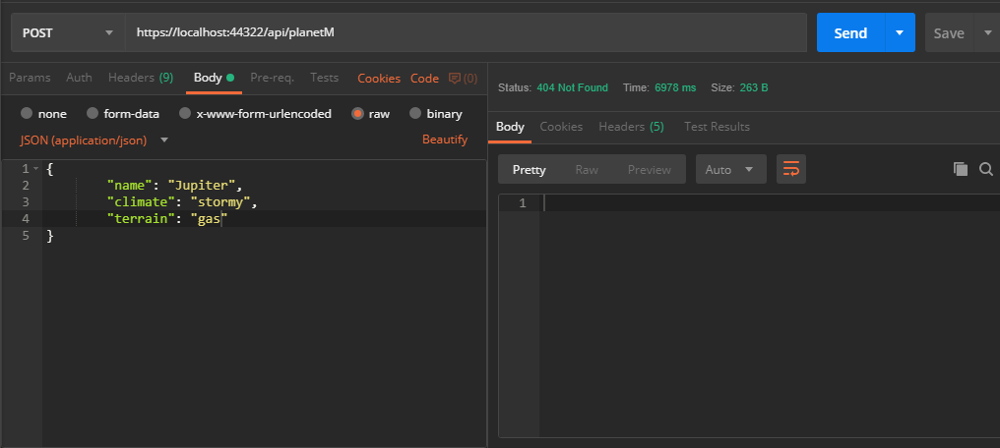 POST https://localhost:44322/api/planetM Send Save
Params Auth Headers (9) Body Pre-req. Tests Cookies Code (0)
none form-data x-www-form-urlencoded raw binary
JSON (application/json) Beautify
1 {
2 "name": "Jupiter",
3 "climate": "stormy",
4 "terrain": "gas"
5 }
Status: 404 Not Found Time: 6978 ms Size: 263 B
Body Cookies Headers (5) Test Results
Pretty Raw Preview Auto
1